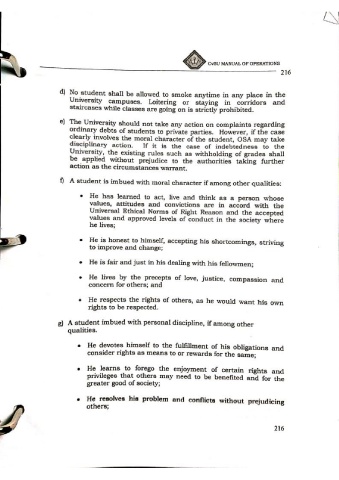 CvSU MANUAL OF OPERATIONS
216
d) No student shall be allowed to smoke anytime in any place in the
University campuses. Loitering or staying in corridors and
staircases while classes are going on is strictly prohibited.
e) The University should not take any action on complaints regarding
ordinary debts of students to private parties. However, if the case
clearly involves the moral character of the student, OSA may take
disciplinary action. If it is the case of indebtedness to the
University, the existing rules such as withholding of grades shall
be applied without prejudice to the authorities taking further
action as the circumstances warrant.
f) A student is imbued with moral character if among other qualities:
• He has learned to act, live and think as a person whose
values, attitudes and convictions are in accord with the
Universal Ethical Norms of Right Reason and the accepted
values and approved levels of conduct in the society where
he lives;
• He is honest to himself, accepting his shortcomings, striving
to improve and change;
• He is fair and just in his dealing with his fellowmen;
• He lives by the precepts of love, justice, compassion and
concern for others; and
• He respects the rights of others, as he would want his own
rights to be respected.
g) A student imbued with personal discipline, if among other
qualities.
• He devotes himself to the fulfillment of his obligations and
consider rights as means to or rewards for the same;
• He learns to forego the enjoyment of certain rights and
privileges that others may need to be benefited and for the
greater good of society;
• He resolves his problem and conflicts without prejudicing
others;
216